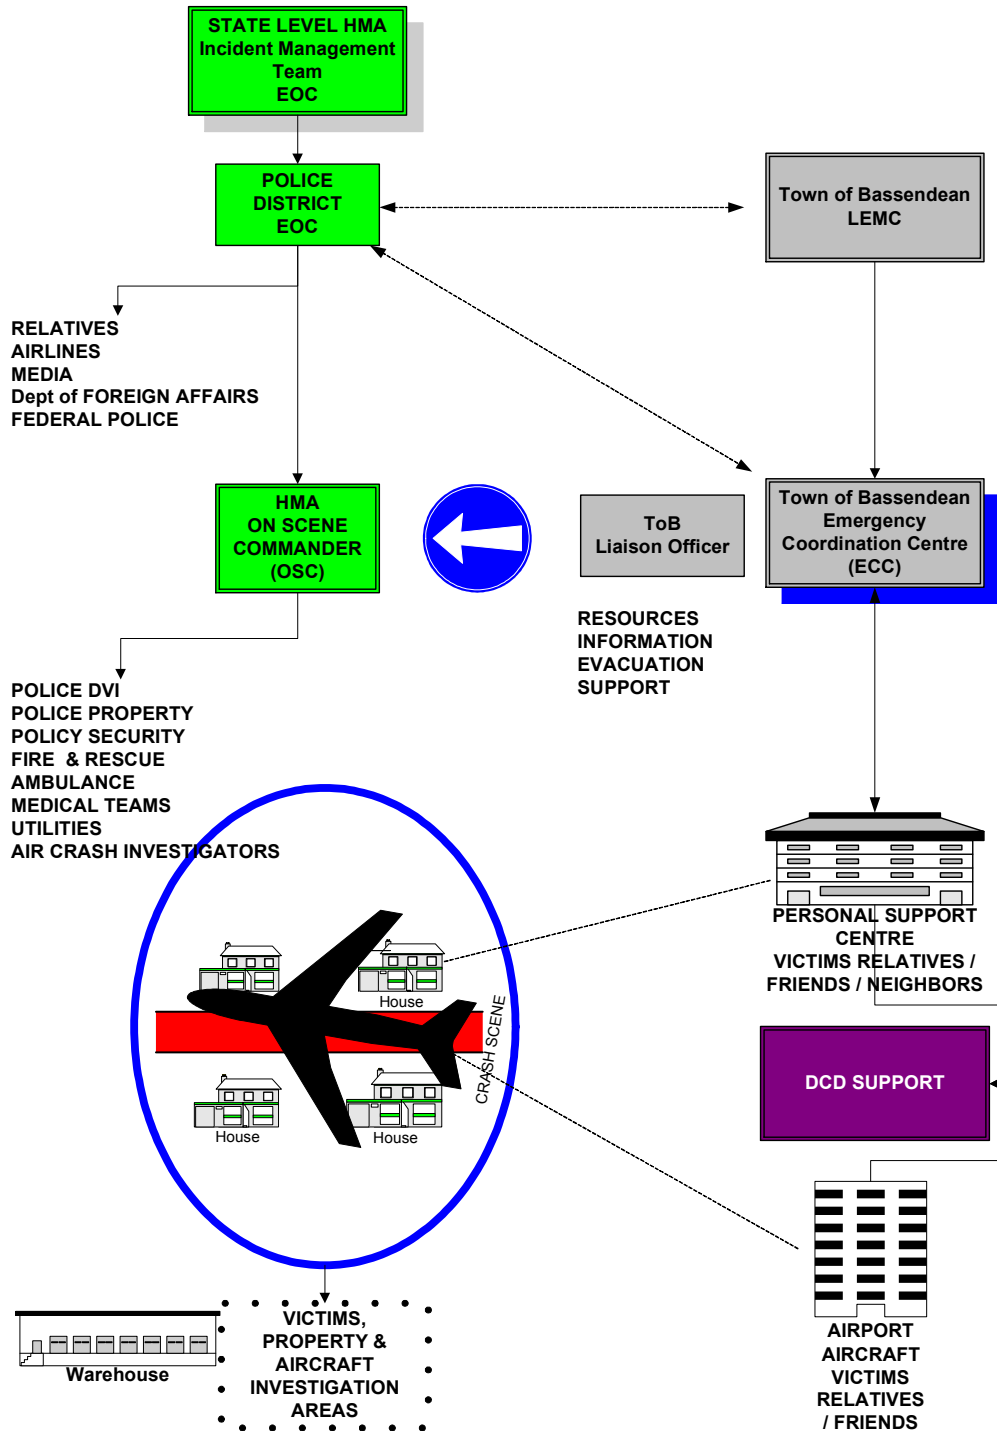 STATE LEVEL HMA
Incident Management
Team
EOC
POLICE
DISTRICT
EOC
Town of Bassendean
LEMC
RELATIVES
AIRLINES
MEDIA
Dept of FOREIGN AFFAIRS
FEDERAL POLICE
HMA
ON SCENE
COMMANDER
(OSC)
ToB
Liaison Officer
Town of Bassendean
Emergency
Coordination Centre
(ECC)
RESOURCES
INFORMATION
EVACUATION
SUPPORT
POLICE DVI
POLICE PROPERTY
POLICY SECURITY
FIRE & RESCUE
AMBULANCE
MEDICAL TEAMS
UTILITIES
AIR CRASH INVESTIGATORS
PERSONAL SUPPORT
CENTRE
VICTIMS RELATIVES /
FRIENDS / NEIGHBORS
House
CRASH SCENE
House
House
DCD SUPPORT
VICTIMS,
PROPERTY &
AIRCRAFT
INVESTIGATION
AREAS
Warehouse
AIRPORT
AIRCRAFT
VICTIMS
RELATIVES
/ FRIENDS